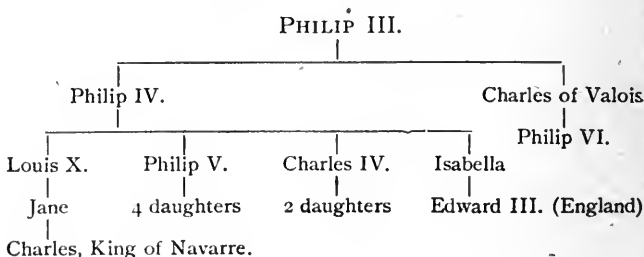 PHILIP III.
Philip IV. Charles of Valois
Philip VI.
Louis X. Philip V. Charles IV. Isabella
Jane 4 daughters 2 daughters Edward III. (England)
Charles, King of Navarre.